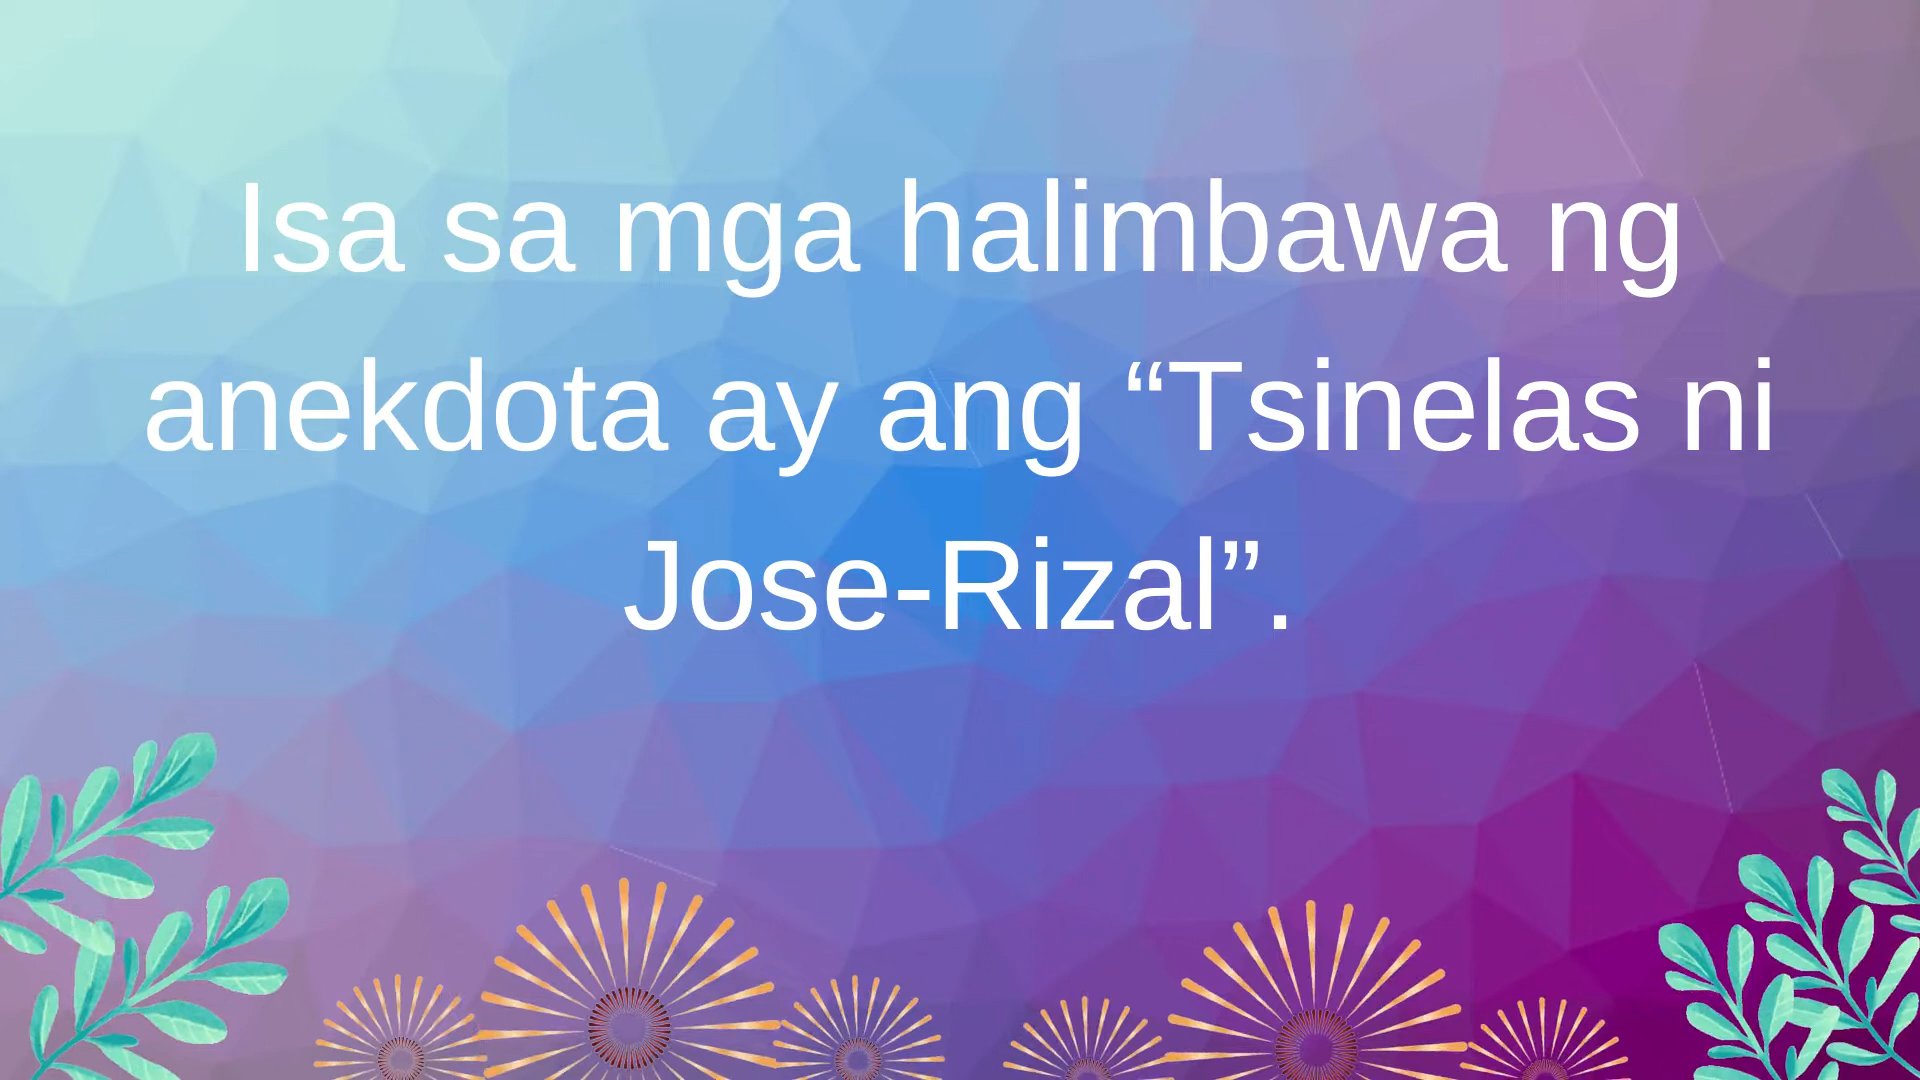 Isa sa mga halimbawa ng
anekdota ay ang “Tsinelas ni
Jose-Rizal”.